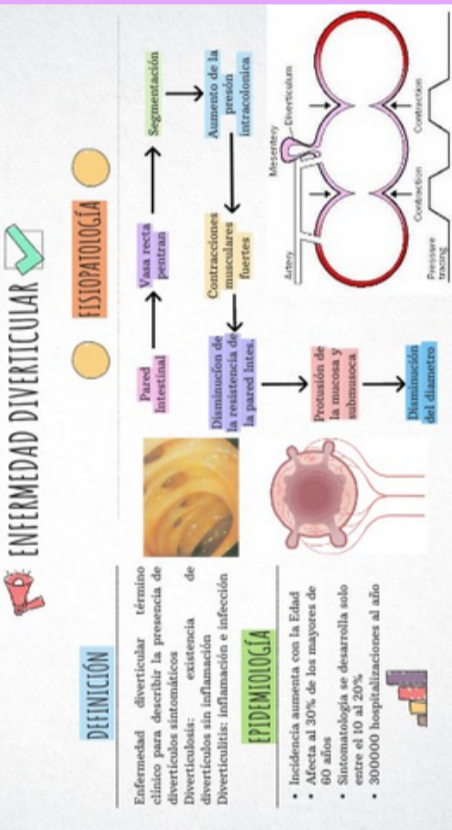 ENFERMEDAD DIVERTICULAR
DEFINICIÓN
Enfermedad diverticular término
clínico para describir la presencia de
divertículos sintomáticos
Diverticulosis: existencia de
divertículos sin inflamación
Diverticulitis: inflamación e infección
EPIDEMIOLOGÍA
• Incidencia aumenta con la Edad
• Afecta al 30% de los mayores de
60 años
• Sintomatologia se desarrolla solo
entre el 10 al 20%
• 300000 hospitalizaciones al año
FISIOPATOLOGÍA
Pared
Intestinal
Vasa recta
pentran
Segmentación
Aumento de la
presón
intracolonica
Contracciones
musculares
fuertes
Disminucíon de
la resistencia de
la pared Intes.
Protusión de
la mucosa y
submusoca
Disminución
del diametro
Mesentery
Diverticulum
Artery
Contraction
Contraction
Pressure
tracing